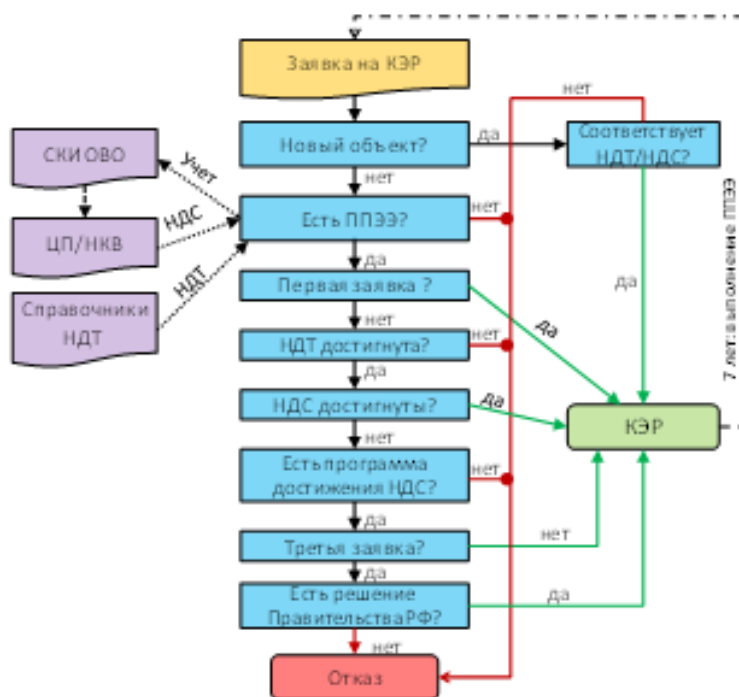 Заявка на КЭР
нет
Новый объект?
да
Соответствует
НДТ/НДС?
СКИОВО
Учет
нет
Есть ППЭЭ?
нет
НДС
ЦП/НКВ
да
НДТ
Первая заявка ?
да
7 лет:выполнение ППЭЭ
Справочники
НДТ
нет
да
НДТ достигнута?
нет
да
НДС достигнуты?
да
КЭР
нет
Есть программа
достижения НДС?
нет
да
Третья заявка?
нет
да
Есть решение
Правительства РФ?
да
нет
Отказ